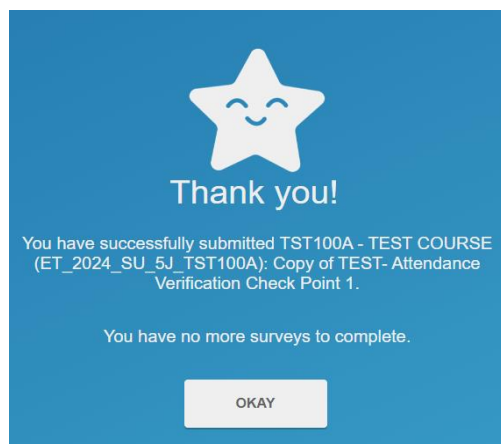 Thank you!
You have successfully submitted TST100A - TEST COURSE
(ET_2024_SU_5J_TST100A): Copy of TEST- Attendance
Verification Check Point 1.
You have no more surveys to complete.
OKAY